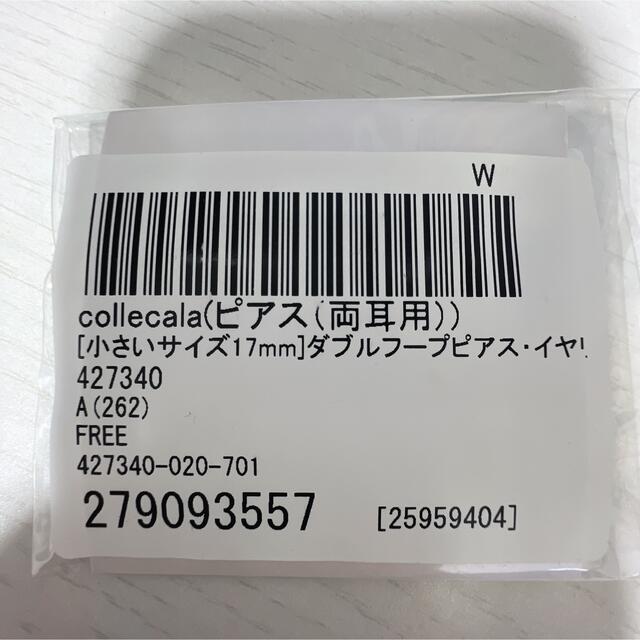 W
collecala(ピアス(両耳用))
[小さいサイズ17mm]ダブルフープピアス・イヤリ
427340
A(262)
FREE
427340-020-701
279093557 [25959404]